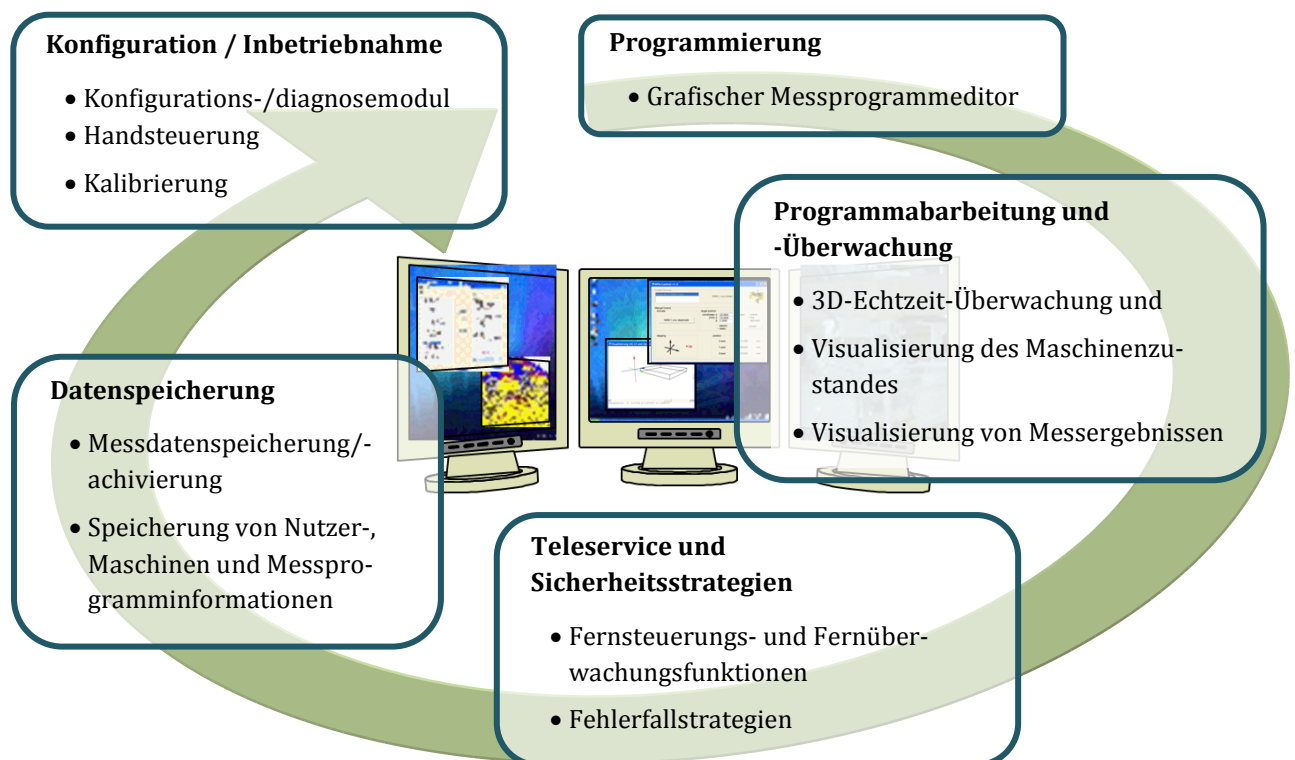 Konfiguration / Inbetriebnahme
• Konfigurations-/diagnosemodul
• Handsteuerung
• Kalibrierung
Programmierung
• Grafischer Messprogrammeditor
Programmabarbeitung und
-Überwachung
• 3D-Echtzeit-Überwachung und
• Visualisierung des Maschinenzu-
standes
• Visualisierung von Messergebnissen
Teleservice und
Sicherheitsstrategien
• Fernsteuerungs- und Fernüber-
wachungsfunktionen
• Fehlerfallstrategien
Datenspeicherung
• Messdatenspeicherung/-
achivierung
• Speicherung von Nutzer-,
Maschinen und Messpro-
gramminformationen